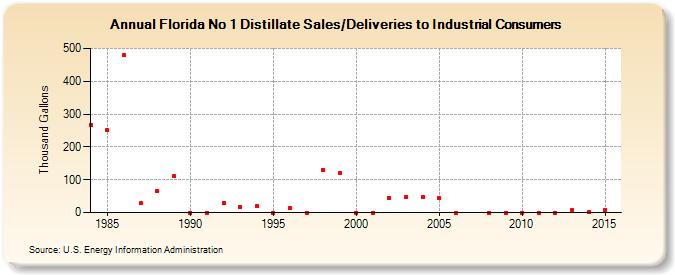 Annual Florida No 1 Distillate Sales/Deliveries to Industrial Consumers
Thousand Gallons
500
400
300
200
100
0
1985 1990 1995 2000 2005 2010 2015
Source: U.S. Energy Information Administration